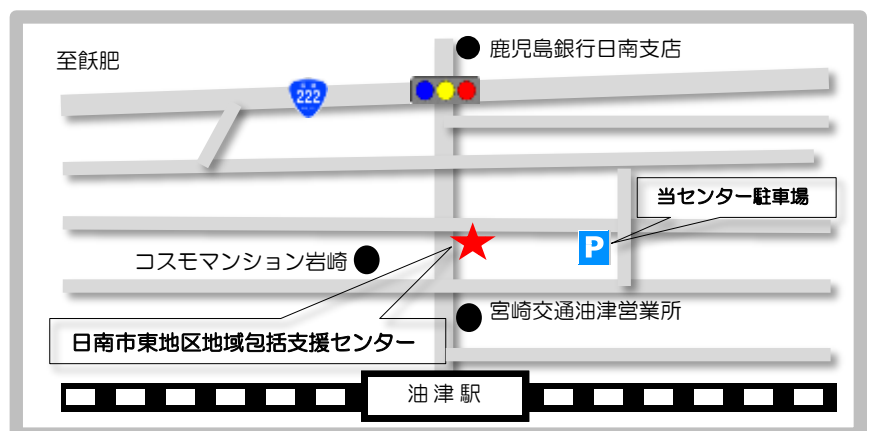 鹿児島銀行日南支店
至飫肥
222
当センター駐車場
P
コスモマンション岩崎
宮崎交通油津営業所
日南市東地区地域包括支援センター
油津駅